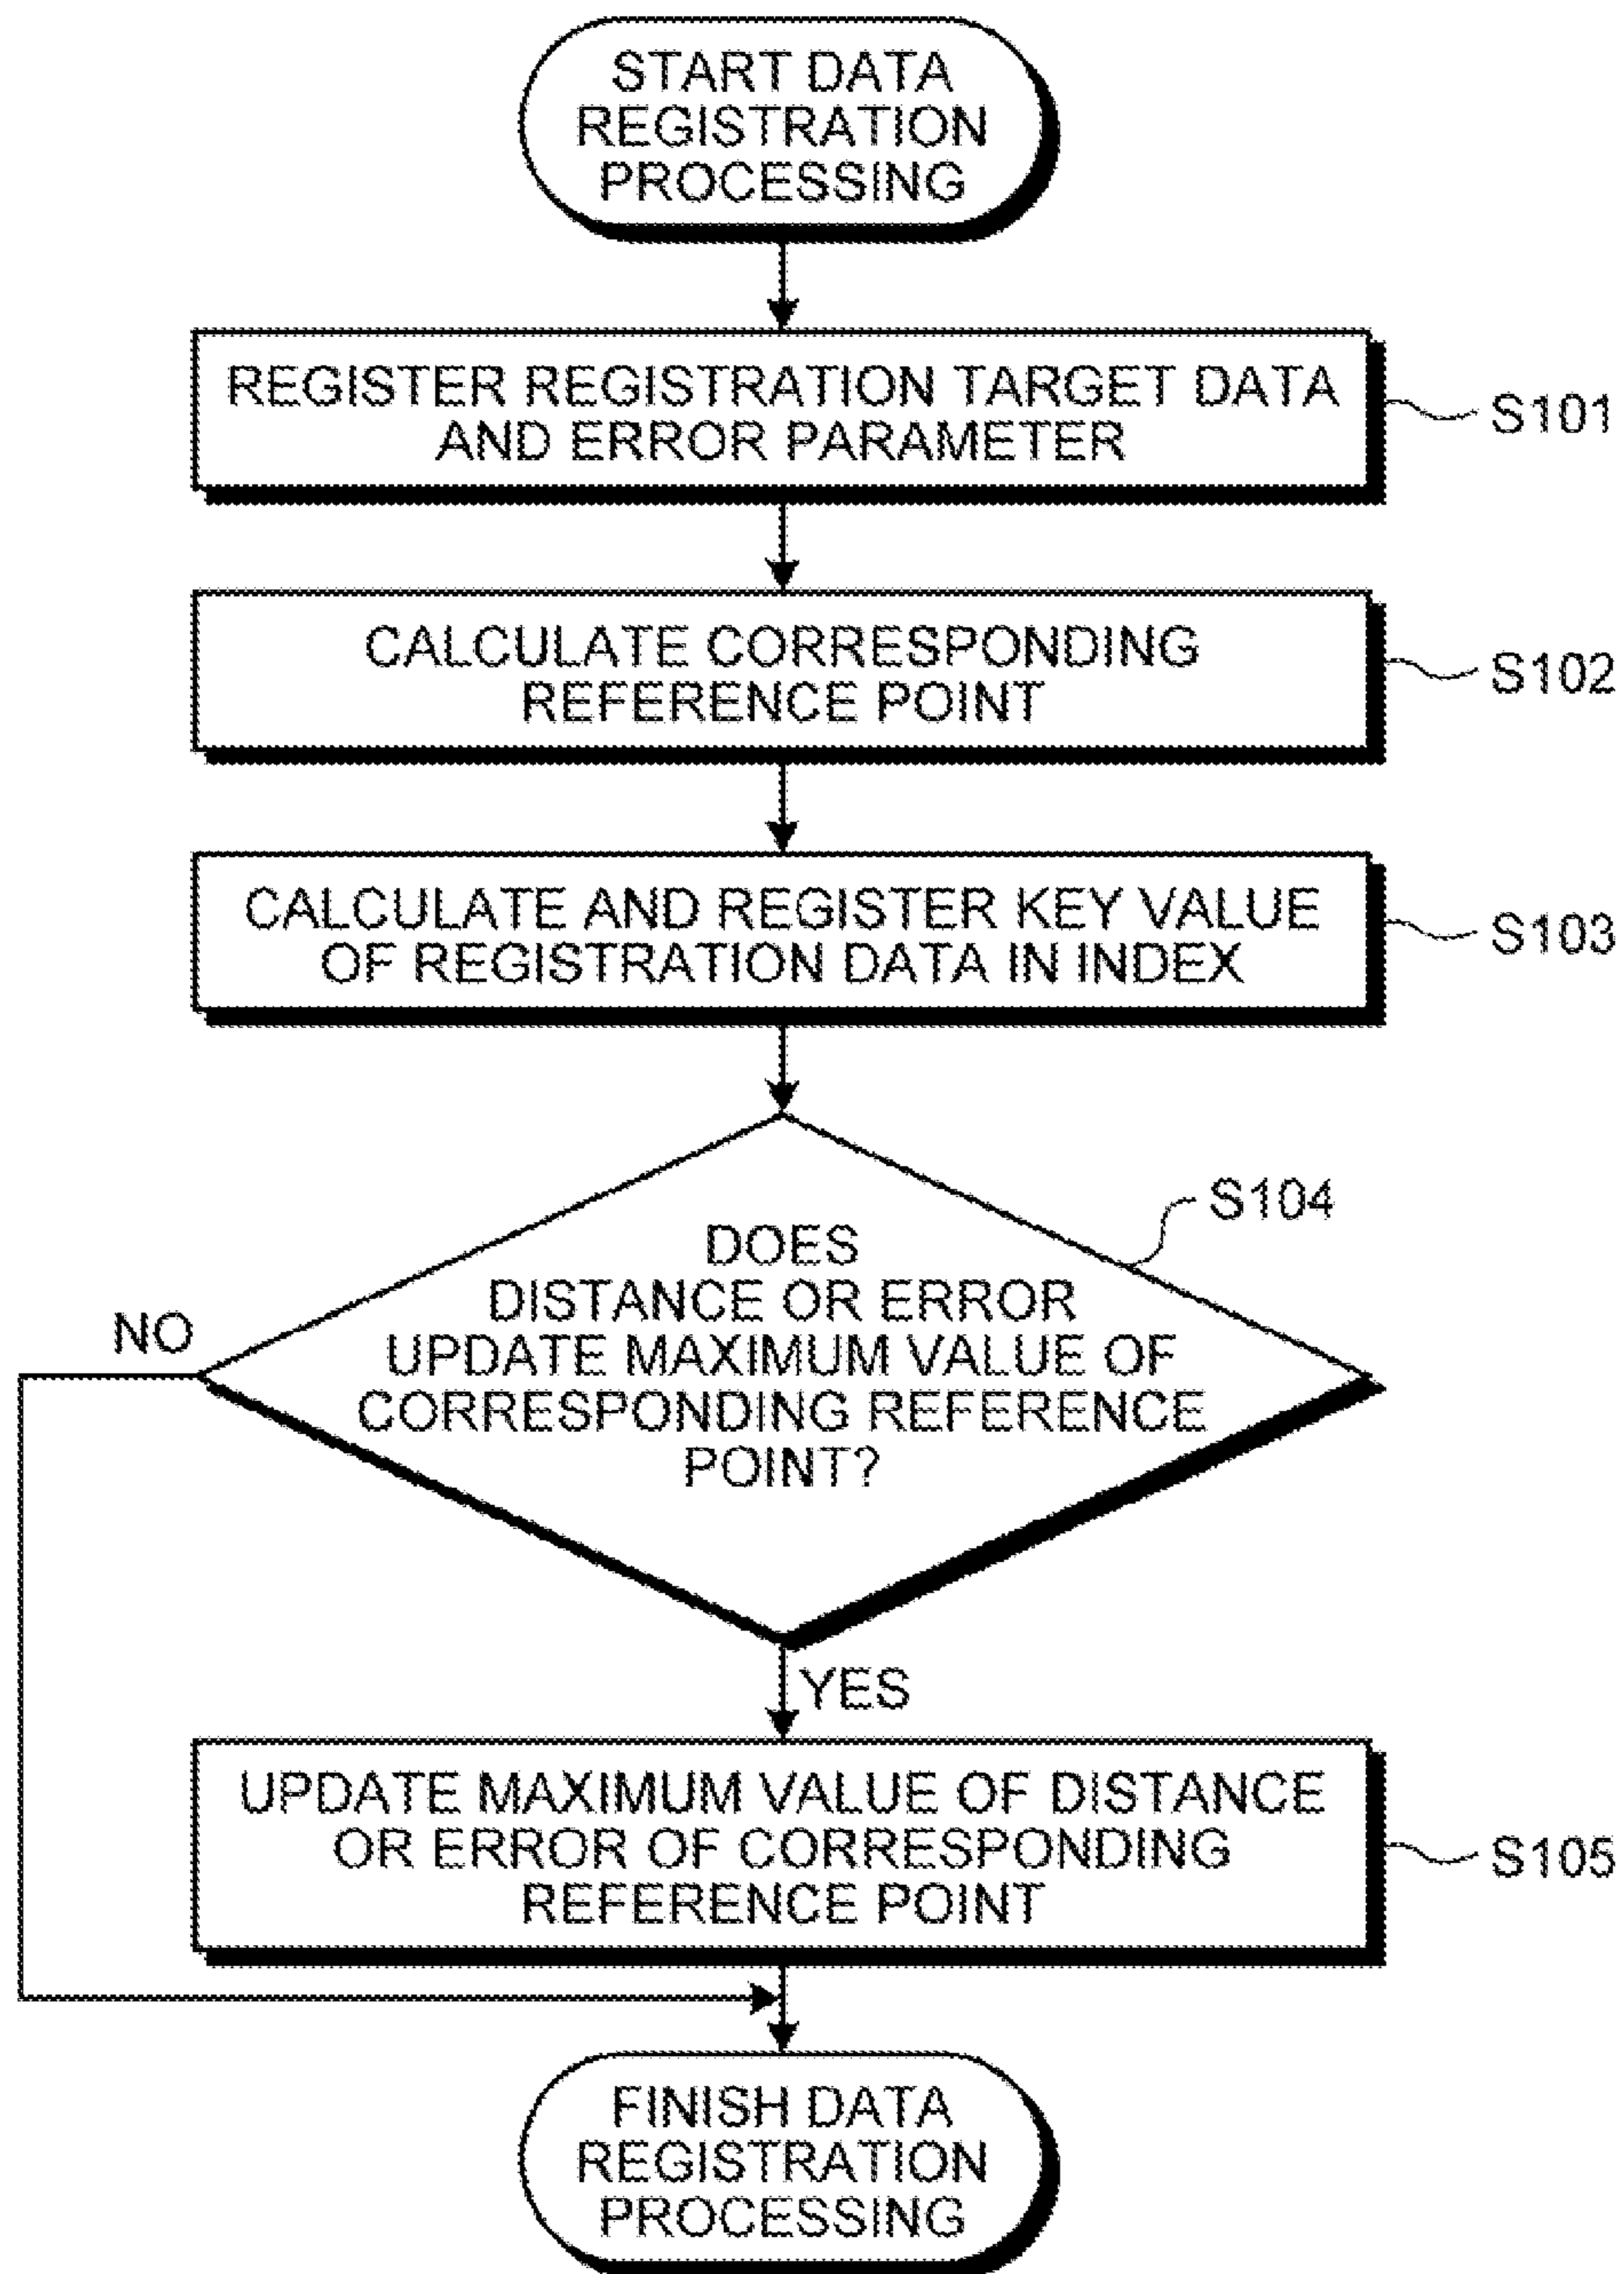 START DATA
REGISTRATION
PROCESSING
REGISTER REGISTRATION TARGET DATA
AND ERROR PARAMETER
S101
CALCULATE CORRESPONDING
REFERENCE POINT
S102
CALCULATE AND REGISTER KEY VALUE
OF REGISTRATION DATA IN INDEX
S103
S104
DOES
DISTANCE OR ERROR
UPDATE MAXIMUM VALUE OF
CORRESPONDING REFERENCE
POINT?
NO
YES
UPDATE MAXIMUM VALUE OF DISTANCE
OR ERROR OF CORRESPONDING
REFERENCE POINT
S105
FINISH DATA
REGISTRATION
PROCESSING